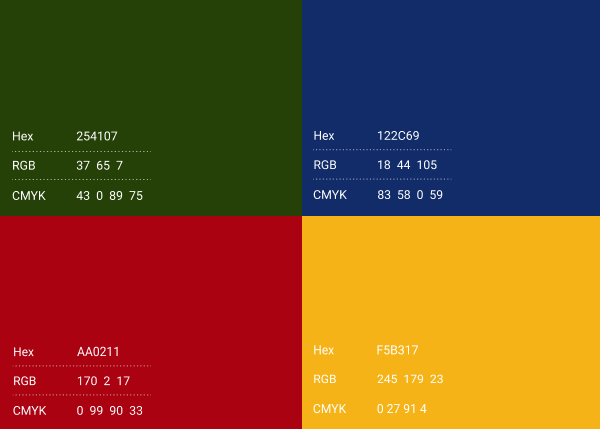 Hex 254107
RGB 37 65 7
CMYK 43 0 89 75
Hex 122C69
RGB 18 44 105
CMYK 83 58 0 59
Hex AA0211
RGB 170 2 17
CMYK 0 99 90 33
Hex F5B317
RGB 245 179 23
CMYK 0 27 91 4